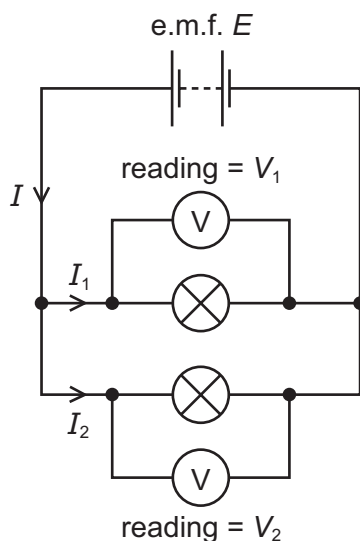 e.m.f. E
reading = V₁
I
V
I₁
I₂
V
reading = V₂